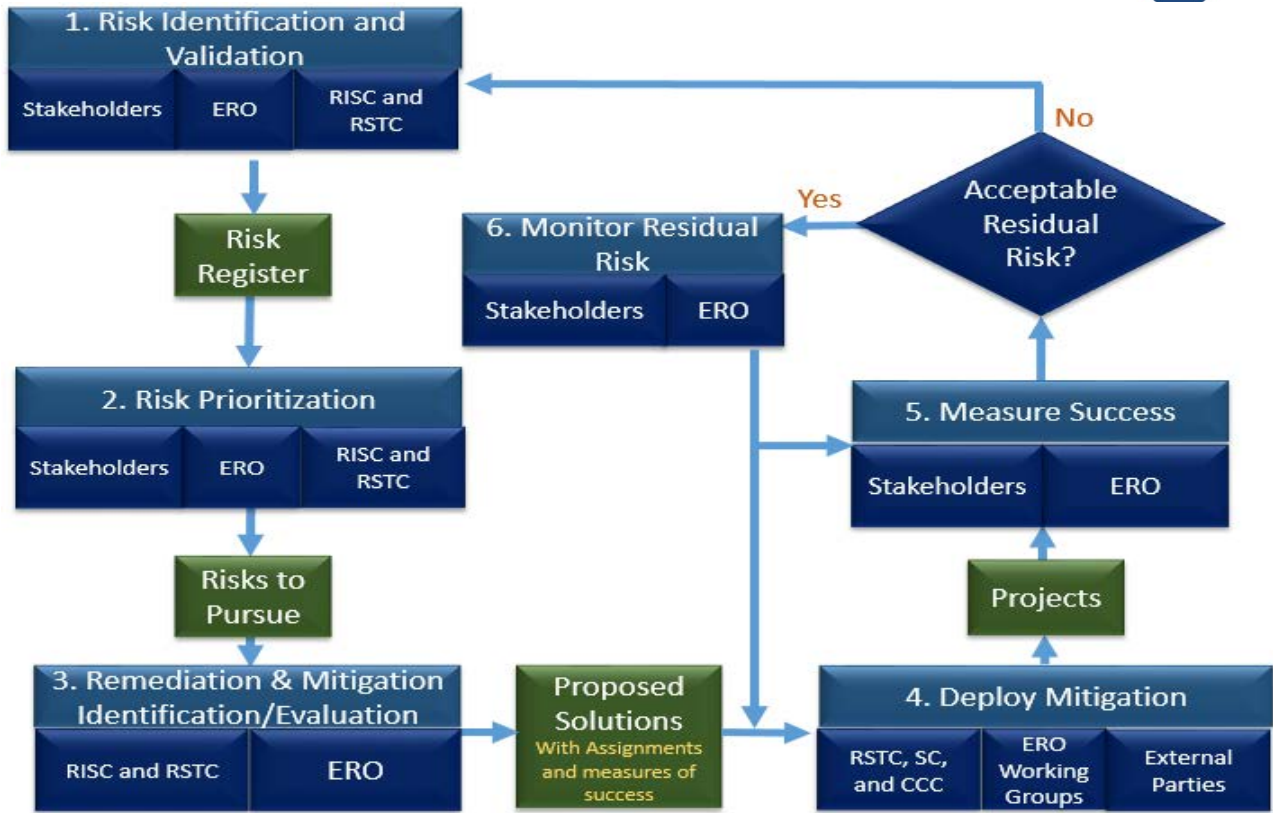 1. Risk Identification and
Validation
Stakeholders
ERO
RISC and
RSTC
Risk
Register
2. Risk Prioritization
Stakeholders
ERO
RISC and
RSTC
Risks to
Pursue
3. Remediation & Mitigation
Identification/Evaluation
RISC and RSTC
ERO
Proposed
Solutions
With Assignments
and measures of
success
4. Deploy Mitigation
RSTC, SC,
and CCC
ERO
Working
Groups
External
Parties
Projects
5. Measure Success
Stakeholders
ERO
Acceptable
Residual
Risk?
No
Yes
6. Monitor Residual
Risk
Stakeholders
ERO